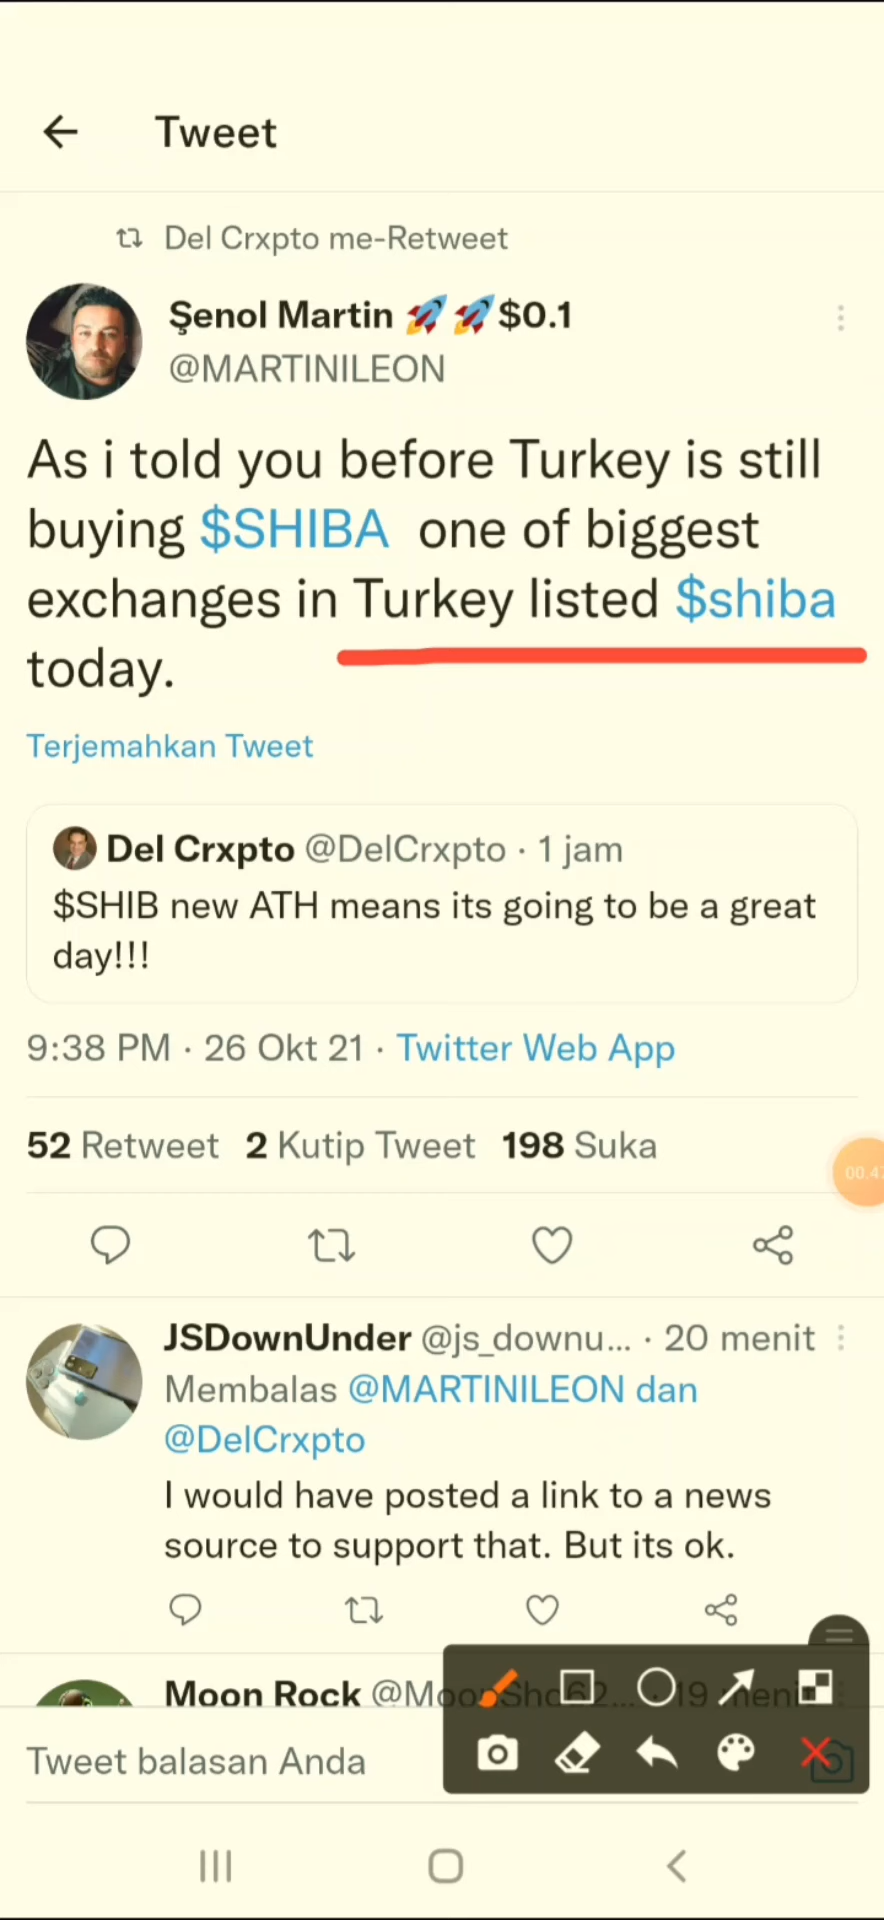 Tweet
Del Crxpto me-Retweet
Şenol Martin 🚀🚀$0.1
@MARTINILEON
As i told you before Turkey is still
buying $SHIBA one of biggest
exchanges in Turkey listed $shiba
today.
Terjemahkan Tweet
Del Crxpto @DelCrxpto · 1 jam
$SHIB new ATH means its going to be a great
day!!!
9:38 PM · 26 Okt 21 · Twitter Web App
52 Retweet 2 Kutip Tweet 198 Suka
JSDownUnder @js_downu... · 20 menit
Membalas @MARTINILEON dan
@DelCrxpto
I would have posted a link to a news
source to support that. But its ok.
Moon Rock
Tweet balasan Anda